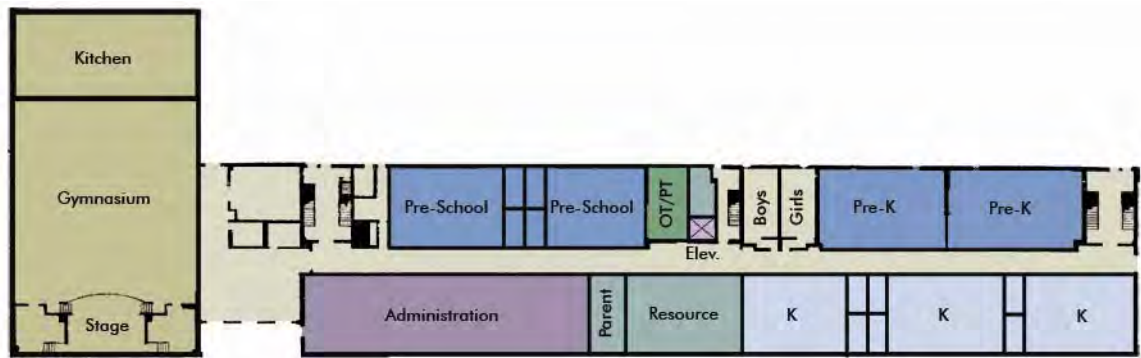 Kitchen
Gymnasium
Stage
Pre-School
Pre-School
OT/PT
Elev.
Boys
Girls
Pre-K
Pre-K
Administration
Parent
Resource
K
K
K